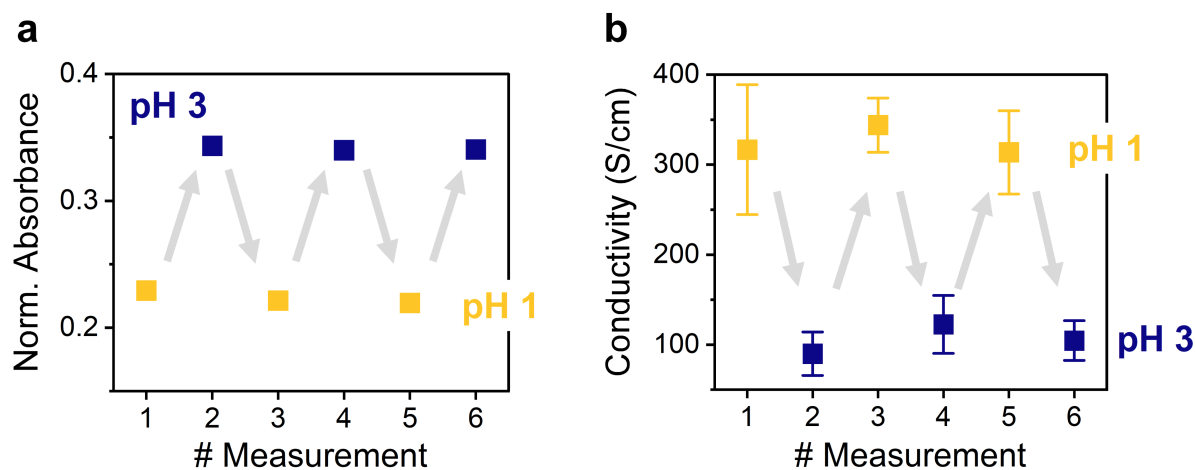 a
0.4
0.3
0.2
Norm. Absorbance
pH 3
pH 1
1 2 3 4 5 6
# Measurement
b
400
300
200
100
Conductivity (S/cm)
pH 1
pH 3
1 2 3 4 5 6
# Measurement